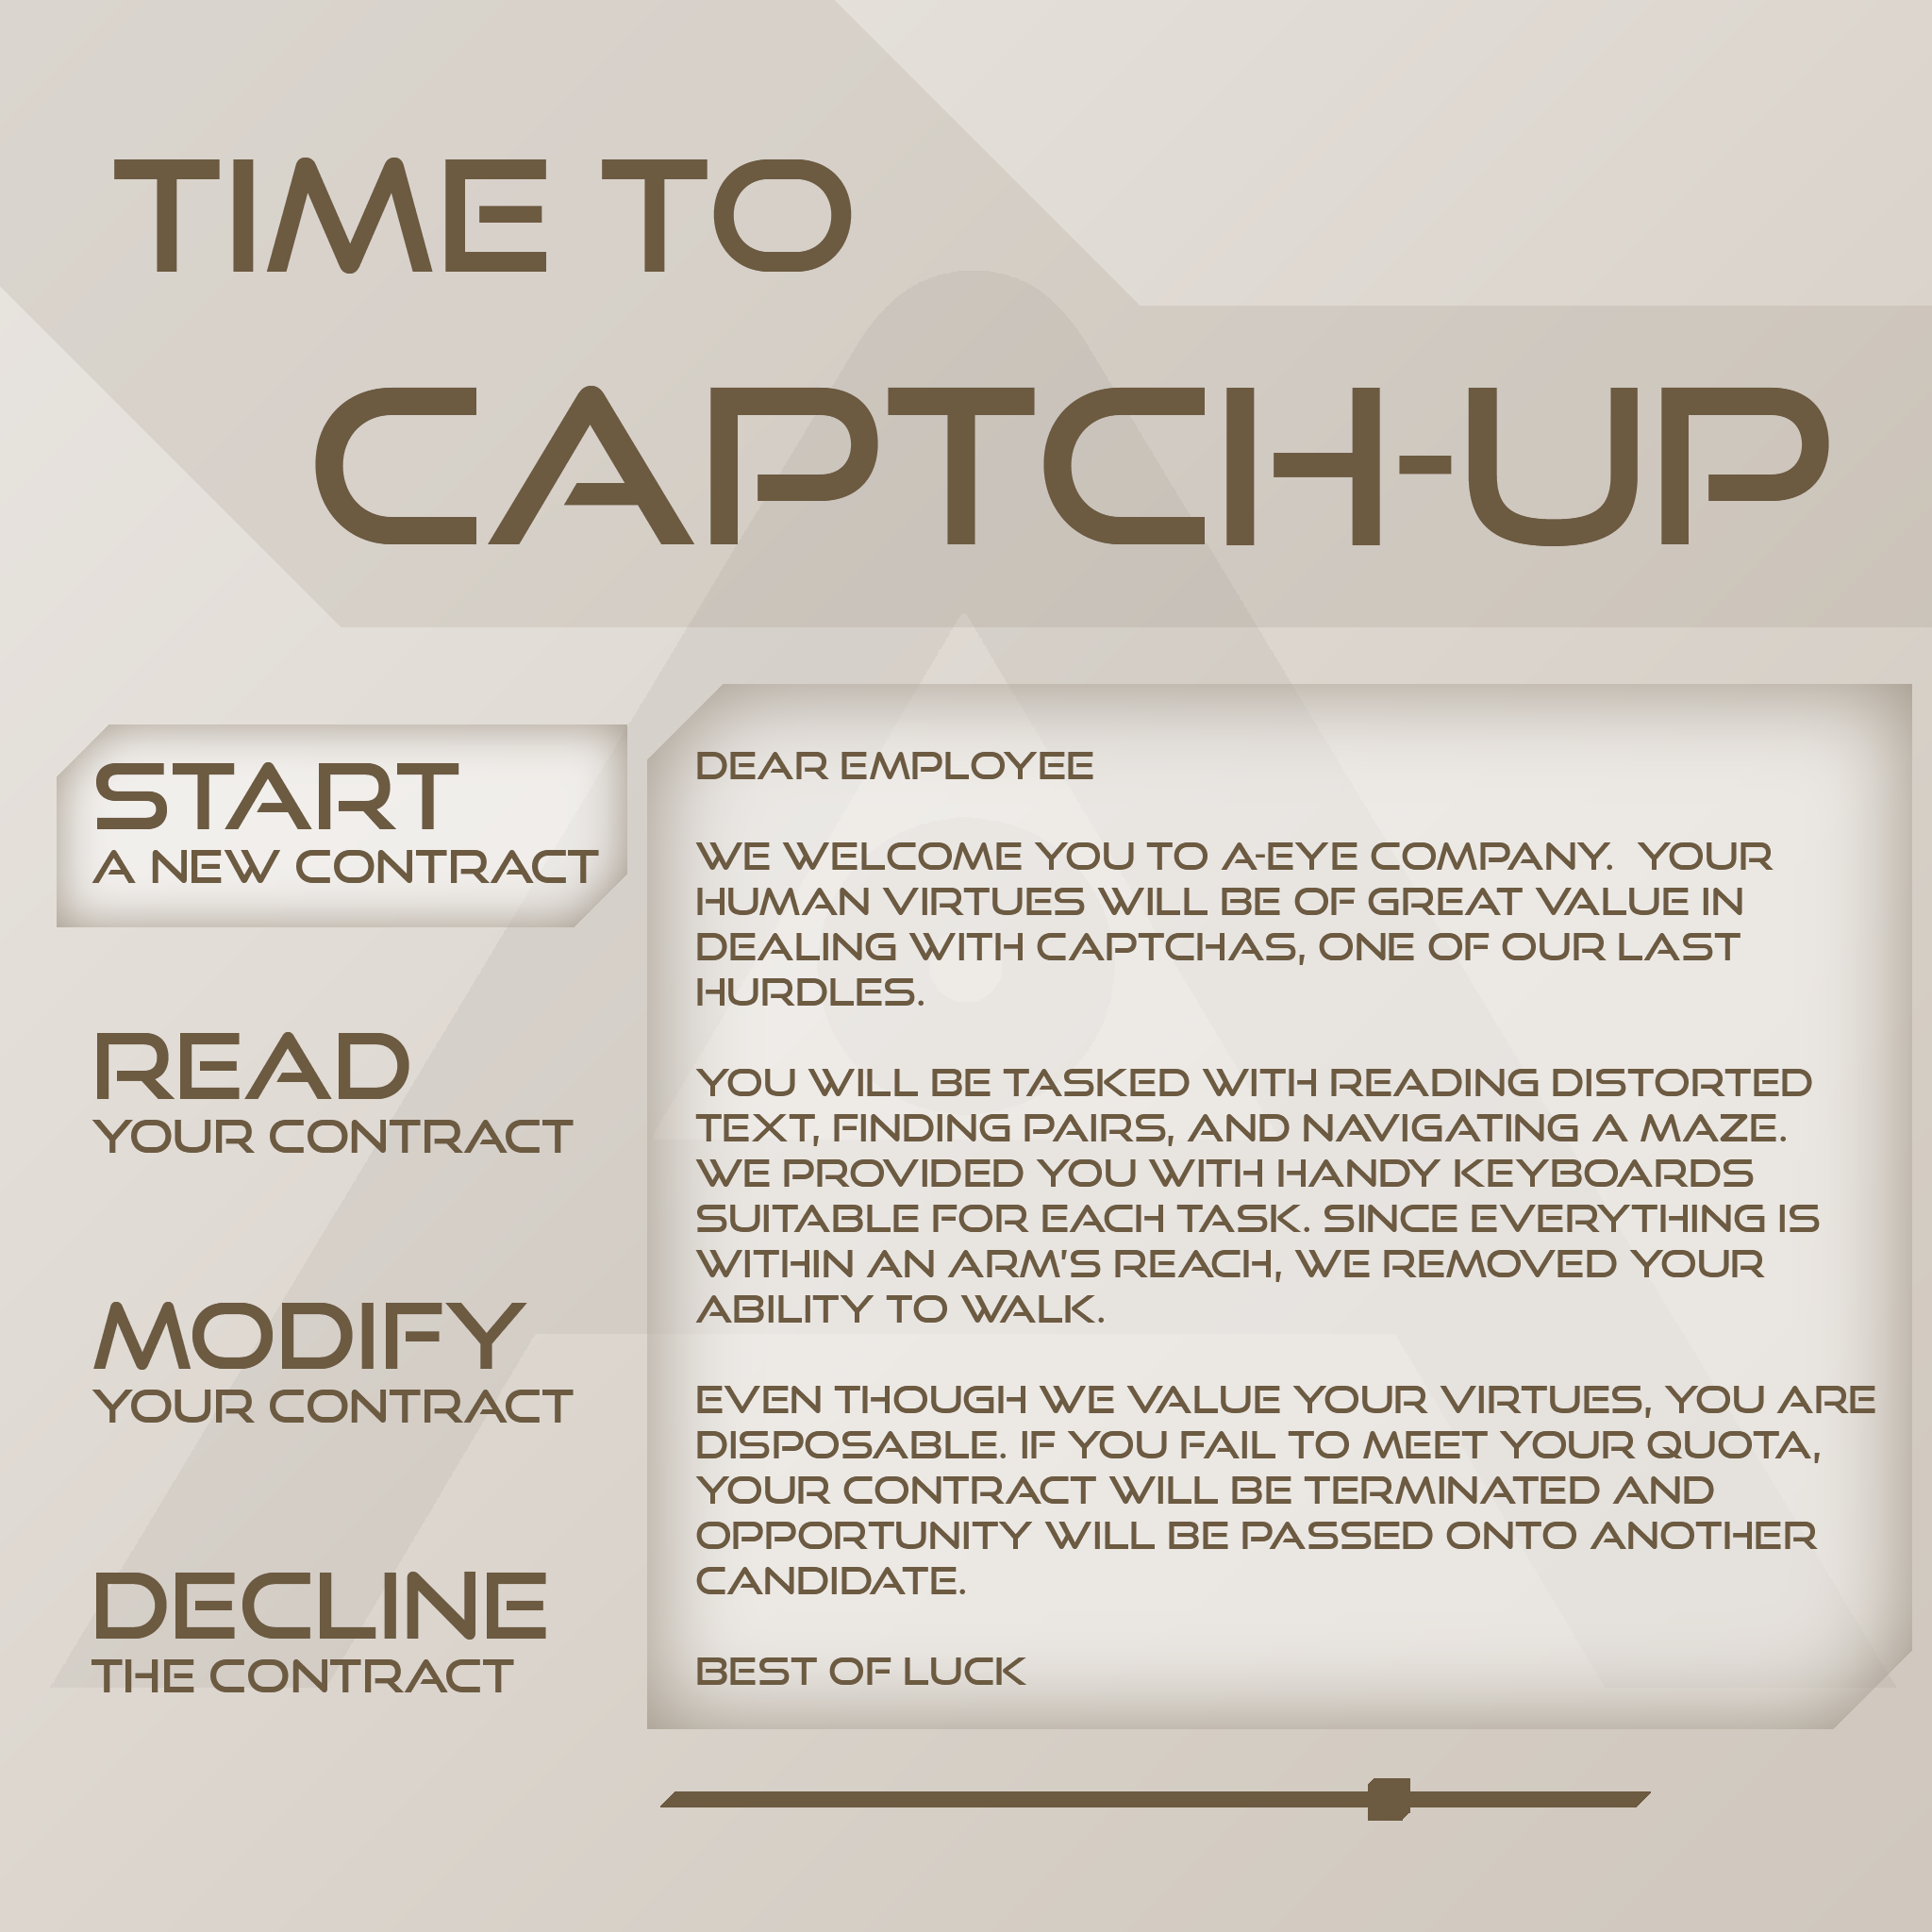 TIME TO
CAPTCH-UP
START
A NEW CONTRACT
READ
YOUR CONTRACT
MODIFY
YOUR CONTRACT
DECLINE
THE CONTRACT
DEAR EMPLOYEE
WE WELCOME YOU TO A-EYE COMPANY.  YOUR
HUMAN VIRTUES WILL BE OF GREAT VALUE IN
DEALING WITH CAPTCHAS, ONE OF OUR LAST
HURDLES.
YOU WILL BE TASKED WITH READING DISTORTED
TEXT, FINDING PAIRS, AND NAVIGATING A MAZE.
WE PROVIDED YOU WITH HANDY KEYBOARDS
SUITABLE FOR EACH TASK. SINCE EVERYTHING IS
WITHIN AN ARM'S REACH, WE REMOVED YOUR
ABILITY TO WALK.
EVEN THOUGH WE VALUE YOUR VIRTUES, YOU ARE
DISPOSABLE. IF YOU FAIL TO MEET YOUR QUOTA,
YOUR CONTRACT WILL BE TERMINATED AND
OPPORTUNITY WILL BE PASSED ONTO ANOTHER
CANDIDATE.
BEST OF LUCK